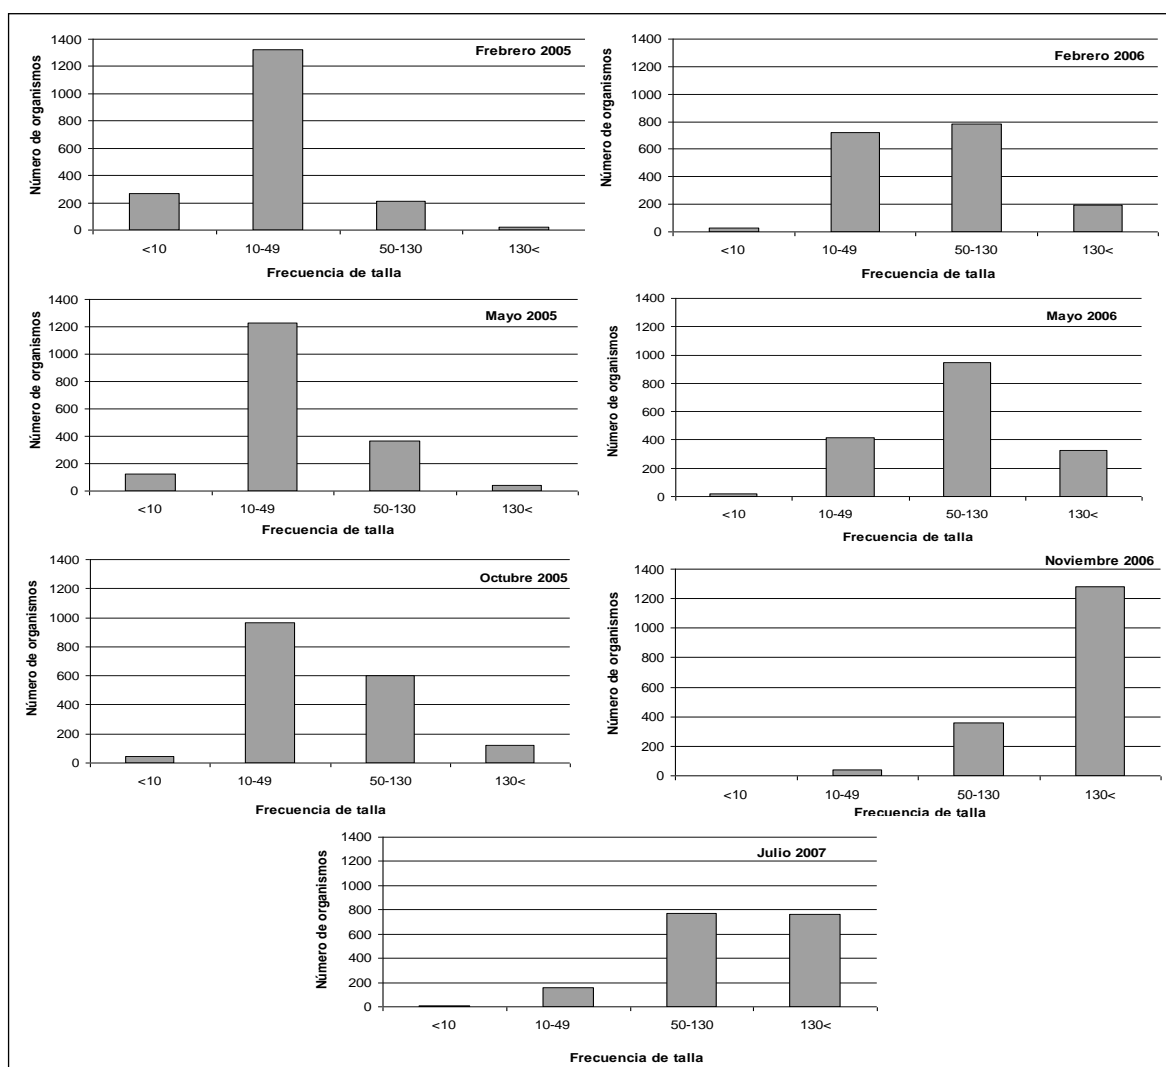 Frebrero 2005
Número de organismos
1400
1200
1000
800
600
400
200
0
<10 10-49 50-130 130<
Frecuencia de talla
Febrero 2006
Número de organismos
1400
1200
1000
800
600
400
200
0
<10 10-49 50-130 130<
Frecuencia de talla
Mayo 2005
Número de organismos
1400
1200
1000
800
600
400
200
0
<10 10-49 50-130 130<
Frecuencia de talla
Mayo 2006
Número de organismos
1400
1200
1000
800
600
400
200
0
<10 10-49 50-130 130<
Frecuencia de talla
Octubre 2005
Número de organismos
1400
1200
1000
800
600
400
200
0
<10 10-49 50-130 130<
Frecuencia de talla
Noviembre 2006
Número de organismos
1400
1200
1000
800
600
400
200
0
<10 10-49 50-130 130<
Frecuencia de talla
Julio 2007
Número de organismos
1400
1200
1000
800
600
400
200
0
<10 10-49 50-130 130<
Frecuencia de talla